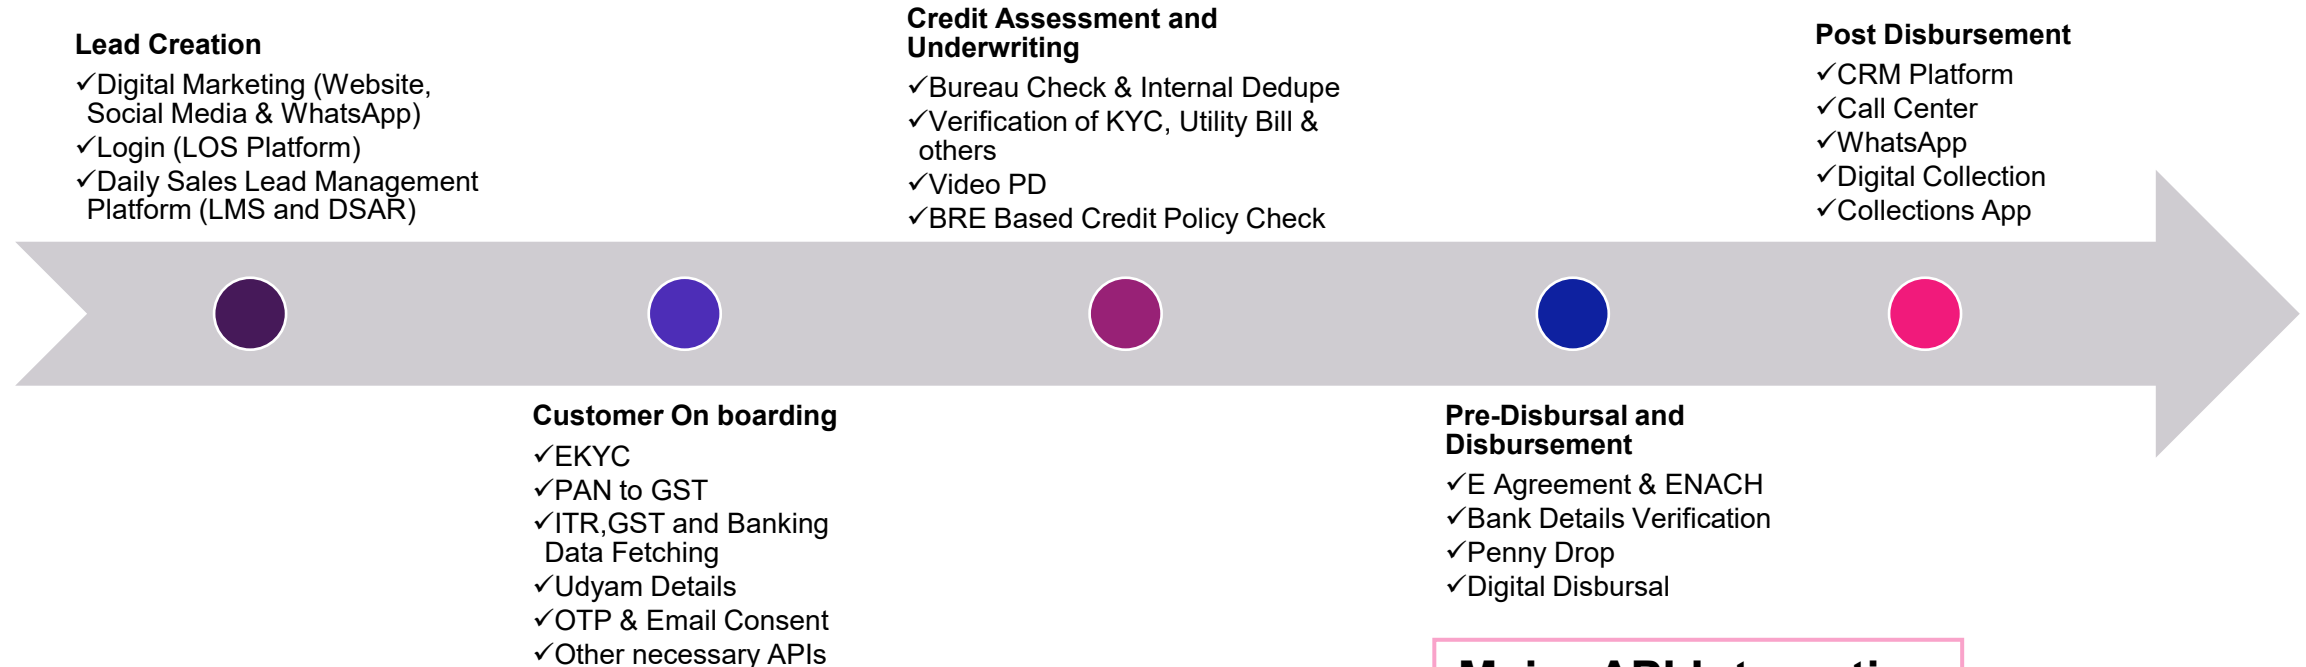 Lead Creation
✓Digital Marketing (Website,
Social Media & WhatsApp)
✓Login (LOS Platform)
✓Daily Sales Lead Management
Platform (LMS and DSAR)
Customer On boarding
✓EKYC
✓PAN to GST
✓ITR,GST and Banking
Data Fetching
✓Udyam Details
✓OTP & Email Consent
✓Other necessary APIs
Credit Assessment and
Underwriting
✓Bureau Check & Internal Dedupe
✓Verification of KYC, Utility Bill &
others
✓Video PD
✓BRE Based Credit Policy Check
Pre-Disbursal and
Disbursement
✓E Agreement & ENACH
✓Bank Details Verification
✓Penny Drop
✓Digital Disbursal
Post Disbursement
✓CRM Platform
✓Call Center
✓WhatsApp
✓Digital Collection
✓Collections App